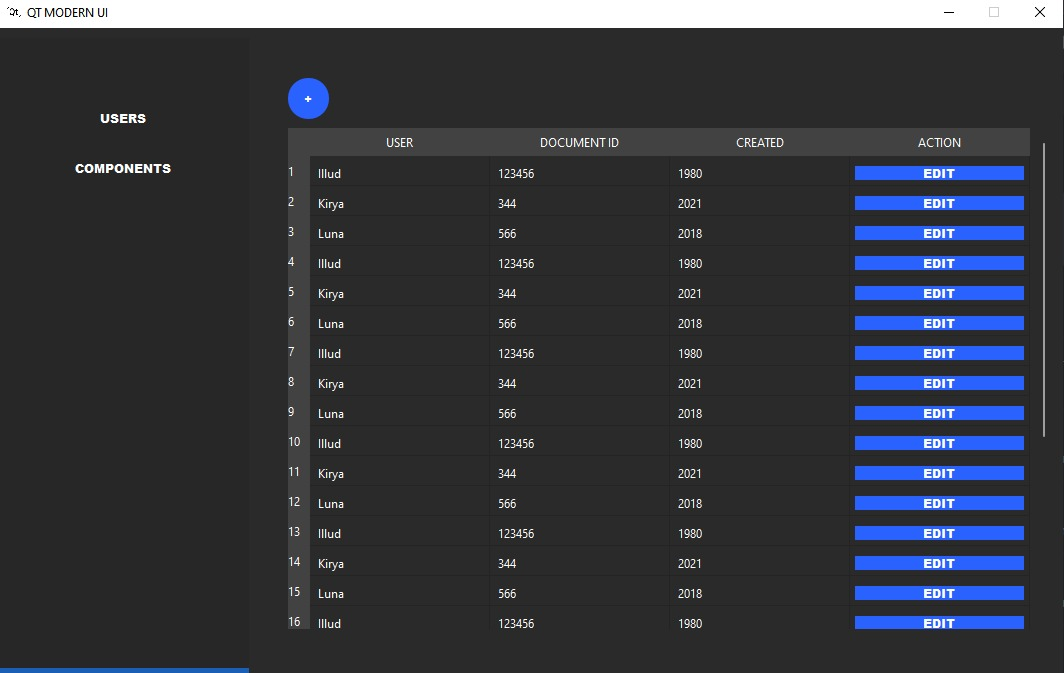 Qt, QT MODERN UI
USERS
COMPONENTS
+
USER DOCUMENT ID CREATED ACTION
1 Illud 123456 1980 EDIT
2 Kirya 344 2021 EDIT
3 Luna 566 2018 EDIT
4 Illud 123456 1980 EDIT
5 Kirya 344 2021 EDIT
6 Luna 566 2018 EDIT
7 Illud 123456 1980 EDIT
8 Kirya 344 2021 EDIT
9 Luna 566 2018 EDIT
10 Illud 123456 1980 EDIT
11 Kirya 344 2021 EDIT
12 Luna 566 2018 EDIT
13 Illud 123456 1980 EDIT
14 Kirya 344 2021 EDIT
15 Luna 566 2018 EDIT
16 Illud 123456 1980 EDIT